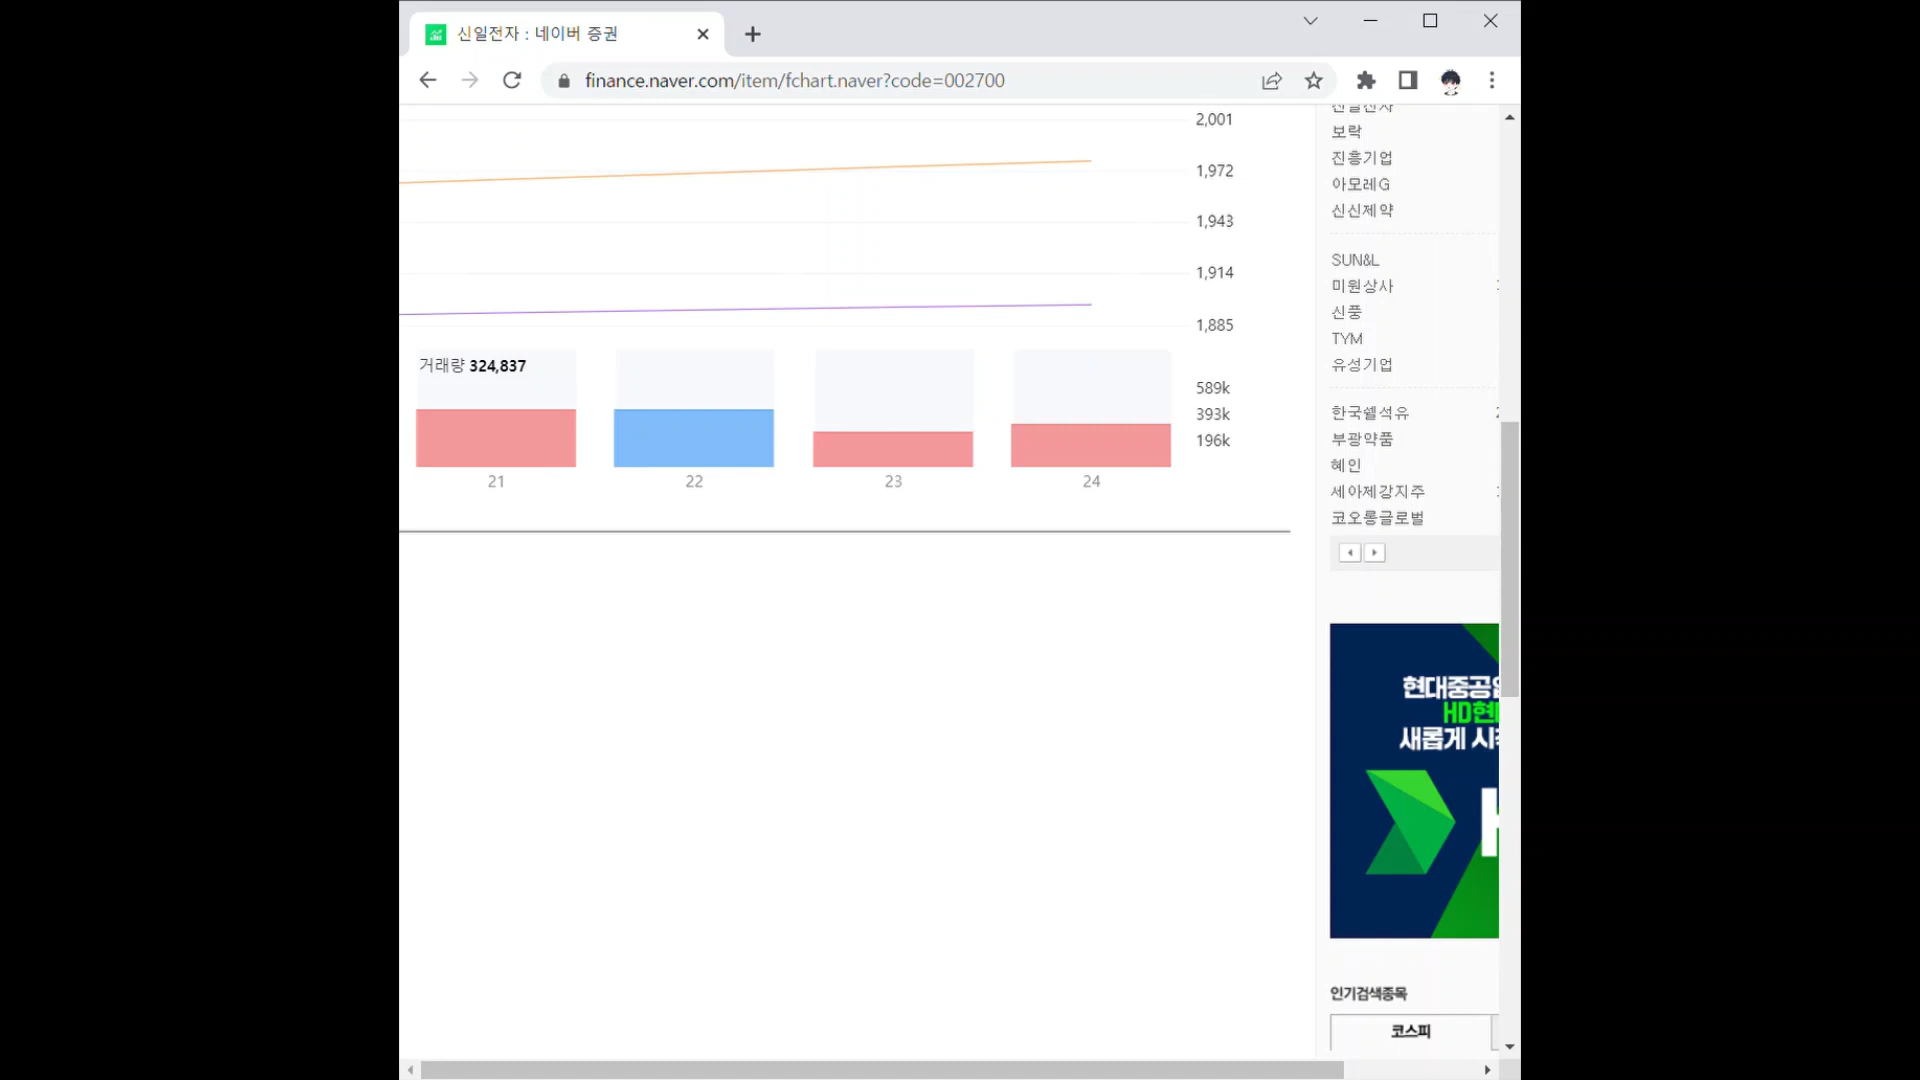 신일전자 : 네이버 증권
finance.naver.com/item/fchart.naver?code=002700
2,001
1,972
1,943
1,914
1,885
거래량 324,837
589k
393k
196k
21
22
23
24
신일전자
보락
진흥기업
아모레G
신신제약
SUN&L
미원상사
신풍
TYM
유성기업
한국쉘석유
부광약품
혜인
세아제강지주
코오롱글로벌
현대중공
HD현
새롭게 시
H
인기검색종목
코스피